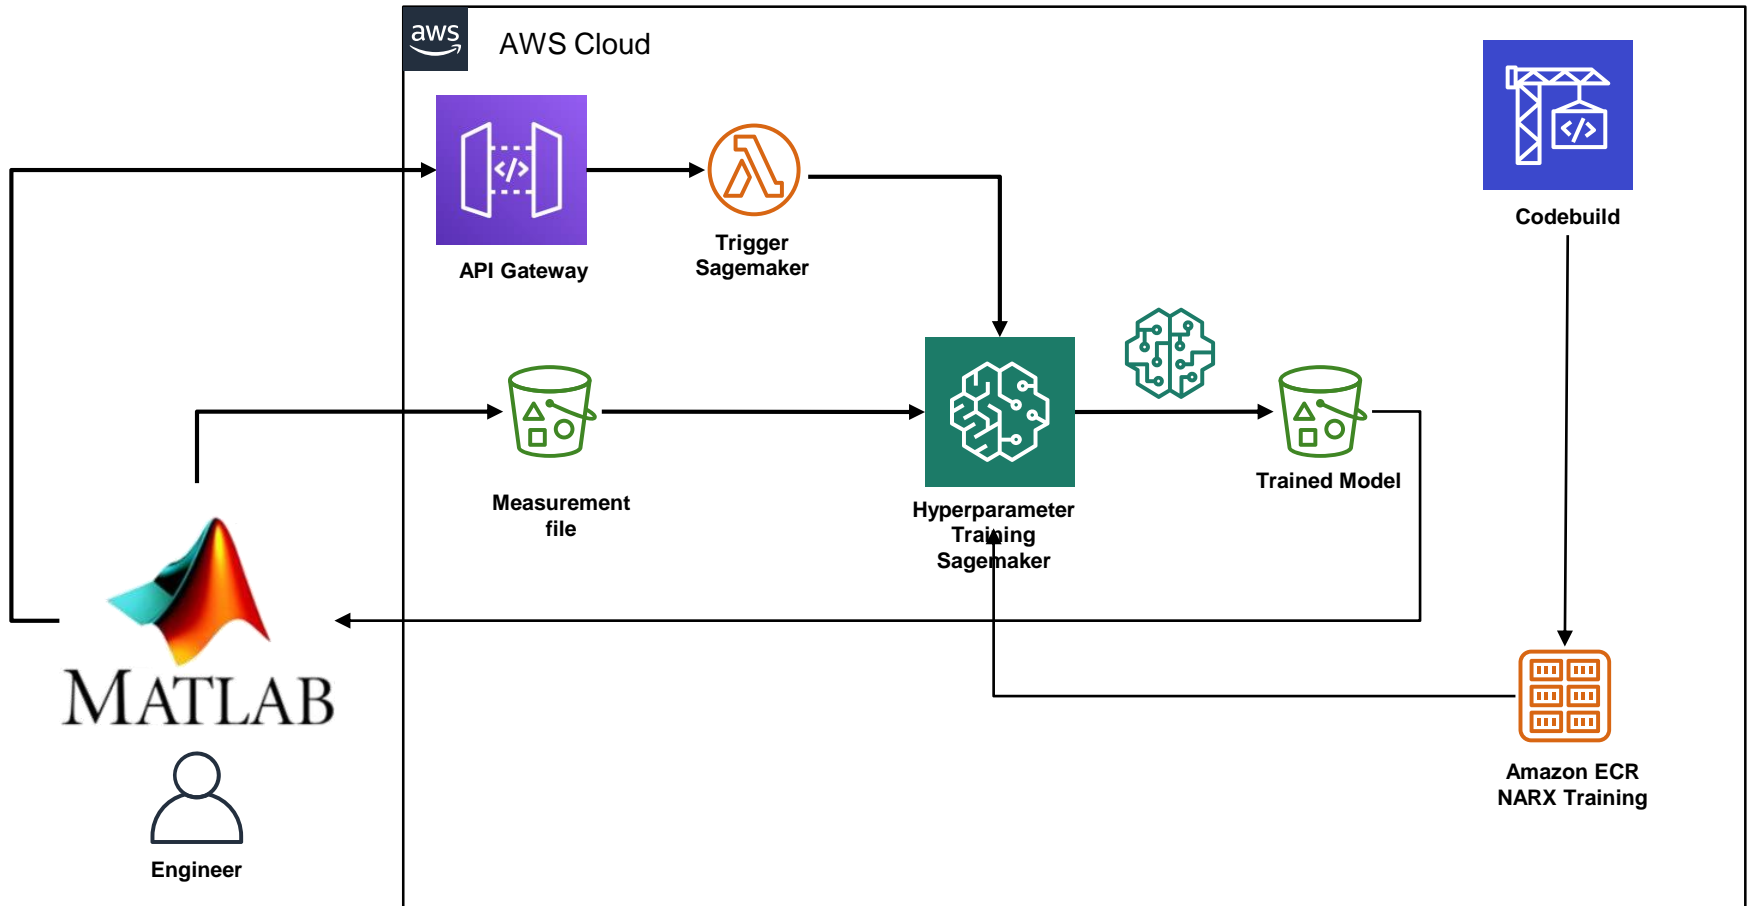 aws
AWS Cloud
</>
</>
Codebuild
API Gateway
Trigger
Sagemaker
Measurement
file
Hyperparameter
Training
Sagemaker
Trained Model
MATLAB
Engineer
Amazon ECR
NARX Training